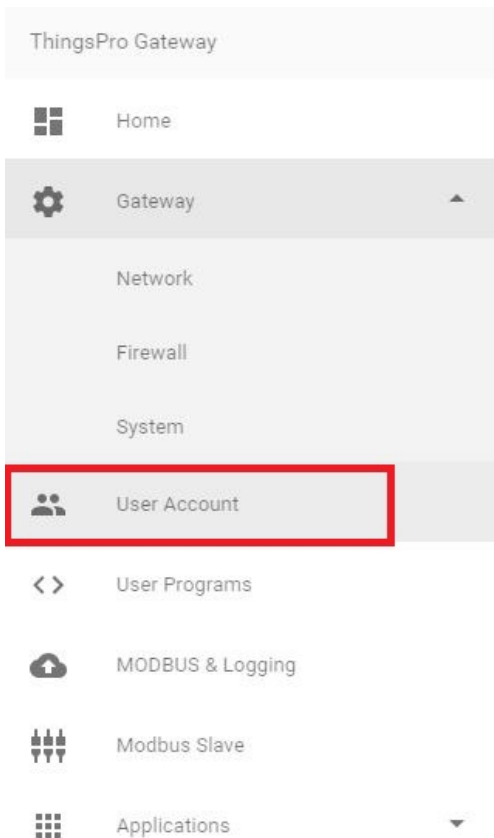 ThingsPro Gateway
Home
Gateway
Network
Firewall
System
User Account
User Programs
MODBUS & Logging
Modbus Slave
Applications